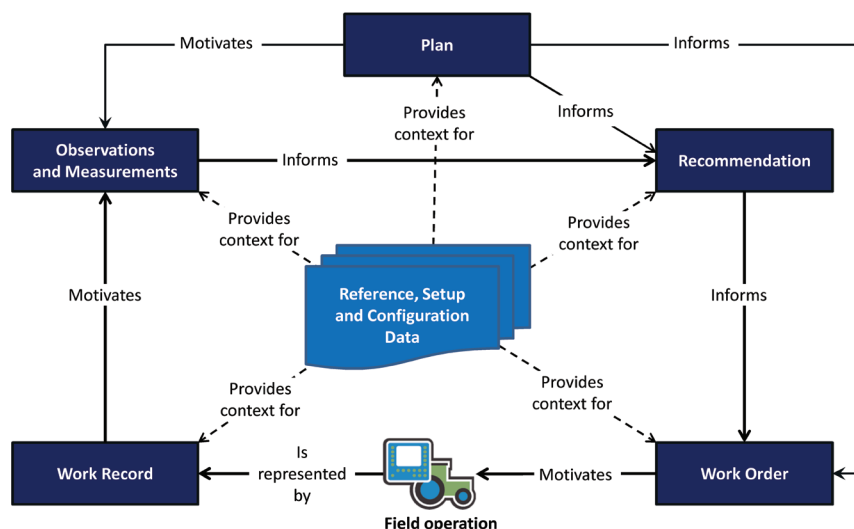 Motivates
Plan
Informs
Provides
context for
Informs
Observations
and Measurements
Informs
Recommendation
Provides
context for
Provides
context for
Motivates
Reference, Setup
and Configuration
Data
Informs
Provides
context for
Provides
context for
Work Record
Is
represented
by
Motivates
Work Order
Field operation